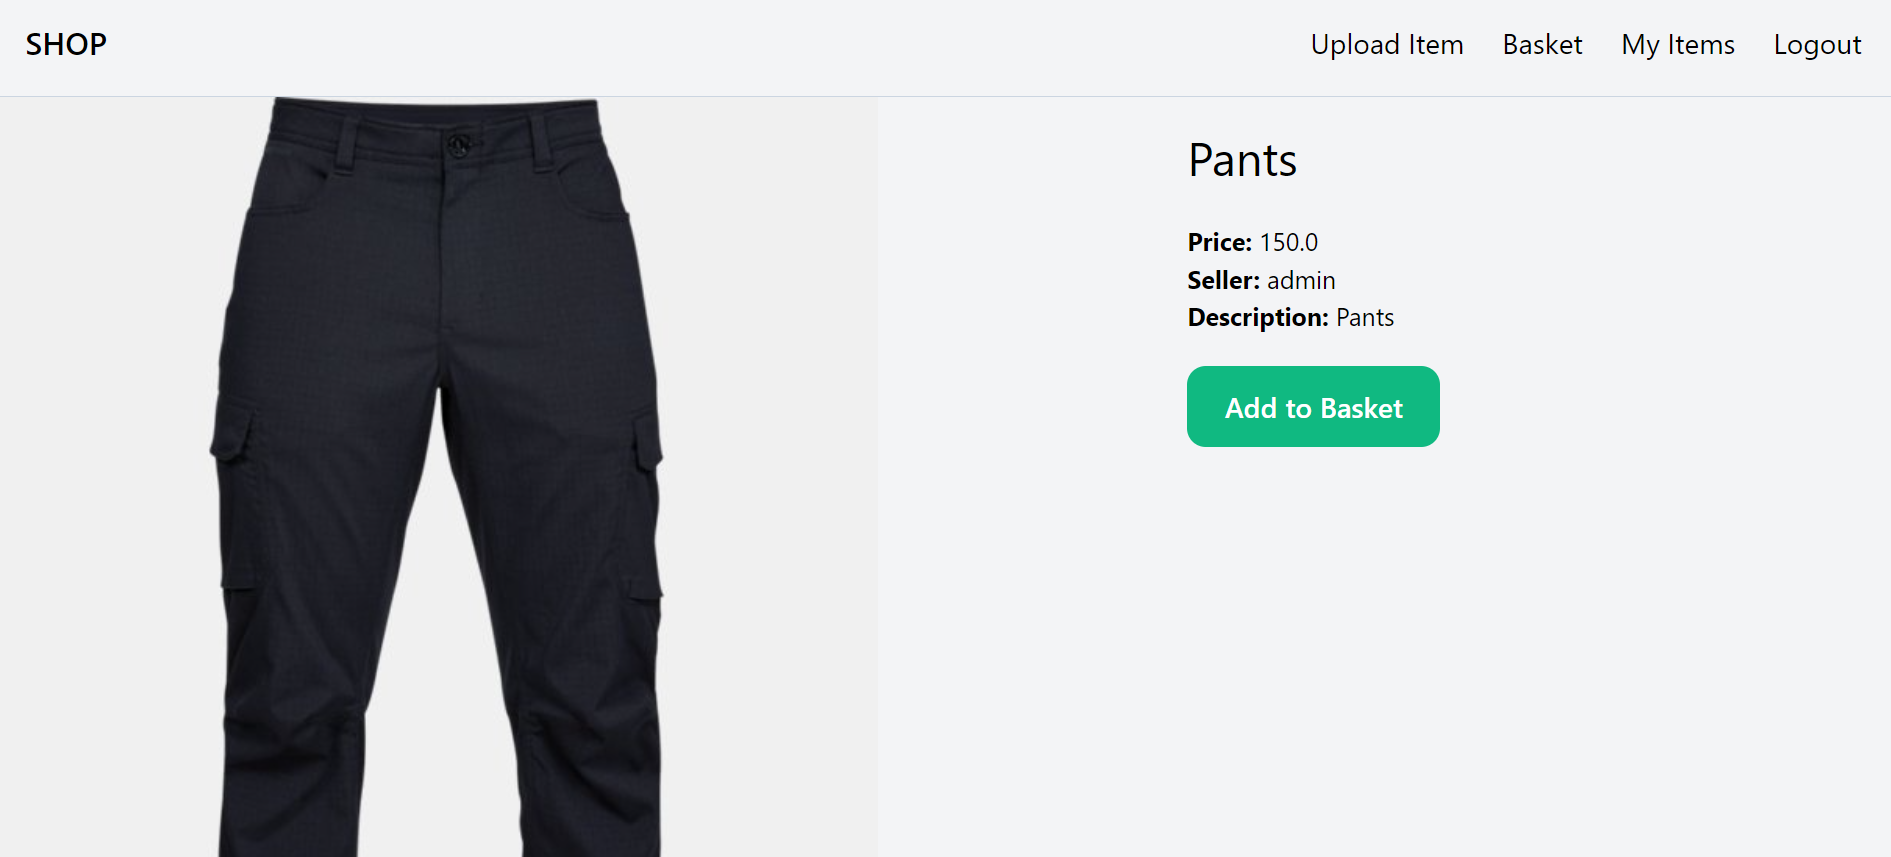 SHOP
Upload Item Basket My Items Logout
Pants
Price: 150.0
Seller: admin
Description: Pants
Add to Basket